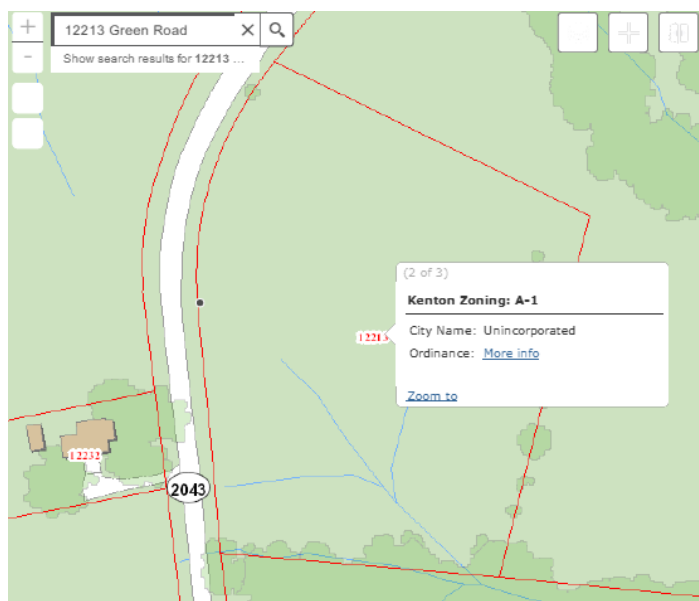 +
-
12213 Green Road
Show search results for 12213 ...
(2 of 3)
Kenton Zoning: A-1
City Name: Unincorporated
Ordinance: More info
Zoom to
12213
12232
2043